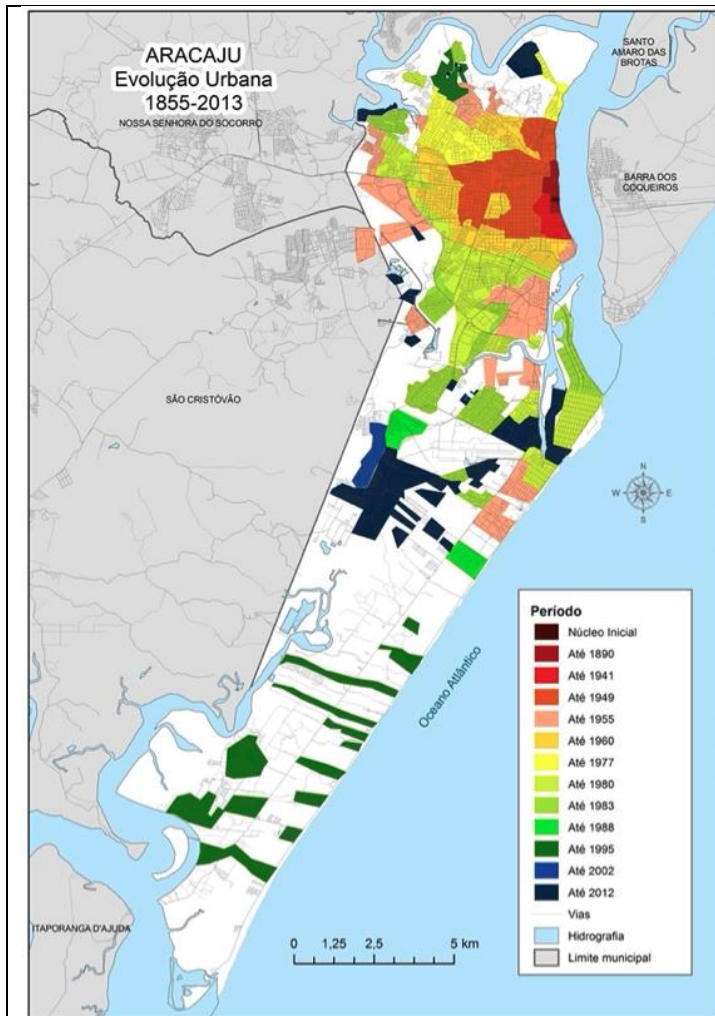 ARACAJU
Evolução Urbana
1855-2013
NOSSA SENHORA DO SOCORRO
SANTO
AMARO DAS
BROTAS
BARRA DOS
COQUEIROS
SÃO CRISTÓVÃO
N
W E
S
Oceano Atlântico
ITAPORANGA D'AJUDA
0 1,25 2,5 5 km
Período
Núcleo Inicial
Até 1890
Até 1941
Até 1949
Até 1955
Até 1960
Até 1977
Até 1980
Até 1983
Até 1988
Até 1995
Até 2002
Até 2012
Vias
Hidrografia
Limite municipal